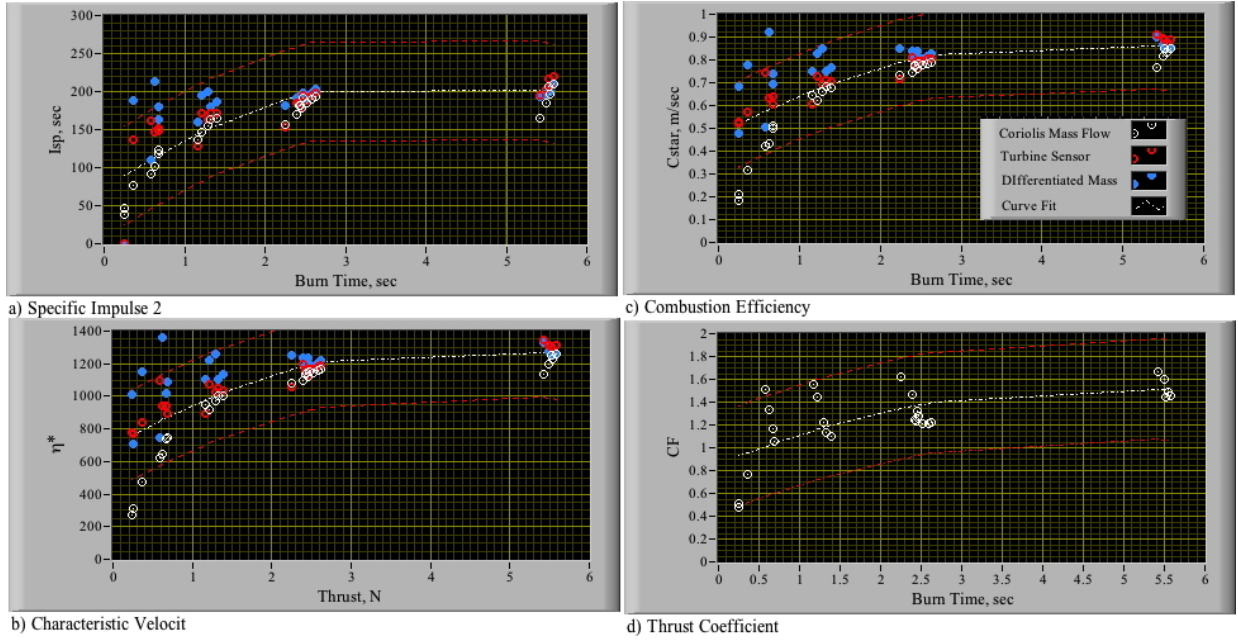 300
250
200
150
100
50
0
Isp, sec
0 1 2 3 4 5 6
Burn Time, sec
a) Specific Impulse 2
1
0.9
0.8
0.7
0.6
0.5
0.4
0.3
0.2
0.1
0
Cstar, m/sec
Coriolis Mass Flow
Turbine Sensor
DIfferentiated Mass
Curve Fit
0 1 2 3 4 5 6
Burn Time, sec
c) Combustion Efficiency
1400
1200
1000
800
600
400
200
0
η*
0 1 2 3 4 5 6
Thrust, N
b) Characteristic Velocit
2
1.8
1.6
1.4
1.2
1
0.8
0.6
0.4
0.2
0
CF
0 0.5 1 1.5 2 2.5 3 3.5 4 4.5 5 5.5 6
Burn Time, sec
d) Thrust Coefficient